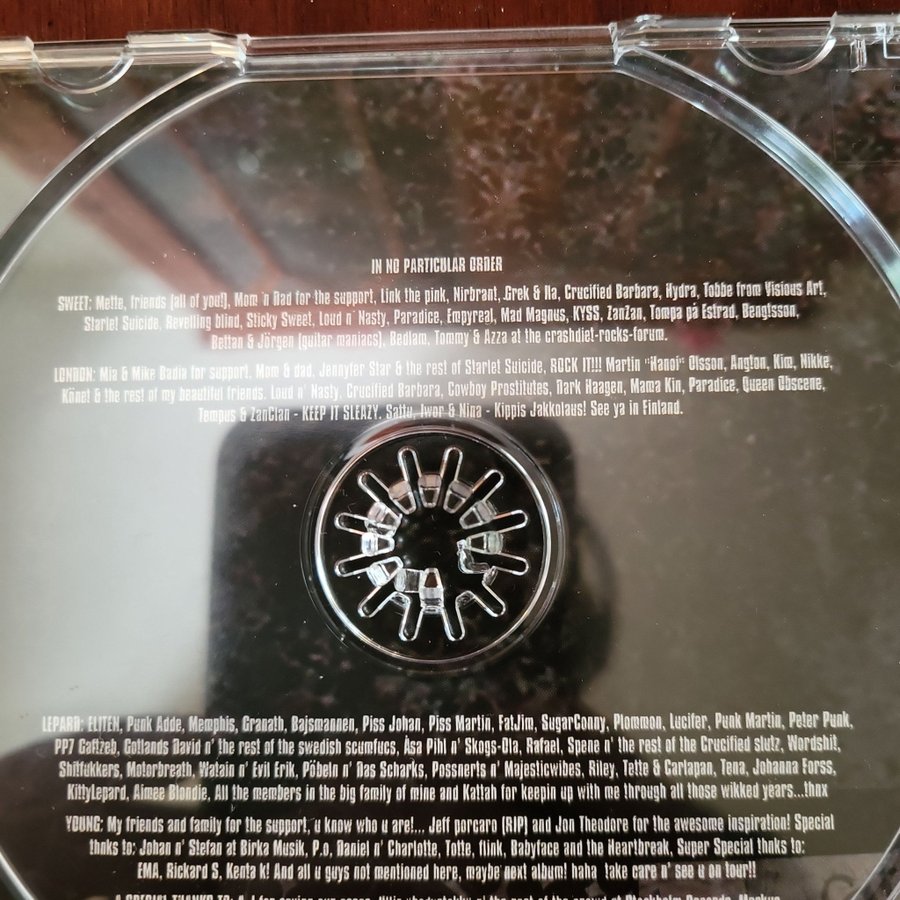 IN NO PARTICULAR ORDER
SWEET: Mette, friends (all of you!), Mom 'n Dad for the support, Link the pink, Nirbrant, Grek & Ila, Crucified Barbara, Hydra, Tobbe from Visious Art,
Starlet Suicide, Revelling blind, Sticky Sweet, Loud n' Nasty, Paradice, Empyreal, Mad Magnus, KYSS, ZanZan, Tompa på Estrad, Bengtsson,
Bettan & Jörgen (guitar maniacs), Bedlam, Tommy & Azza at the crashdiet-rocks-forum.
LONDON: Mia & Mike Badia for support, Mom & dad, Jennyfer Star & the rest of Starlet Suicide, ROCK IT!!! Martin "Hanoi" Olsson, Angton, Kim, Nikke,
Könet & the rest of my beautiful friends. Loud n' Nasty, Crucified Barbara, Cowboy Prostitutes, Dark Haagen, Mama Kin, Paradice, Queen Obscene,
Tempus & ZanClan - KEEP IT SLEAZY. Sattu, Iwor & Nina - Kippis Jakkolaus! See ya in Finland.
LEPARD: ELITEN, Punk Adde, Memphis, Granath, Bajsmannen, Piss Johan, Piss Martin, FatJim, SugarConny, Plommon, Lucifer, Punk Martin, Peter Punk,
PP7 Gaftzeb, Gotlands David n' the rest of the swedish scumfucs, Åsa Pihl n' Skogs-Ola, Rafael, Spene n' the rest of the Crucified slutz, Wordshit,
Shitfukkers, Motorbreath, Watain n' Evil Erik, Pöbeln n' Das Scharks, Possnerts n' Majesticwibes, Riley, Tette & Carlapan, Tena, Johanna Forss,
KittyLepard, Aimee Blondie, All the members in the big family of mine and Kattah for keepin up with me through all those wikked years...thnx
YOUNG: My friends and family for the support, u know who u are!... Jeff porcaro (RIP) and Jon Theodore for the awesome inspiration! Special
thnks to: Johan n' Stefan at Birka Musik, P.o, Daniel n' Charlotte, Totte, flink, Babyface and the Heartbreak, Super Special thnks to:
EMA, Rickard S, Kenta k! And all u guys not mentioned here, maybe next album! haha take care n' see u on tour!!
A SPECIAL THANKS TO: